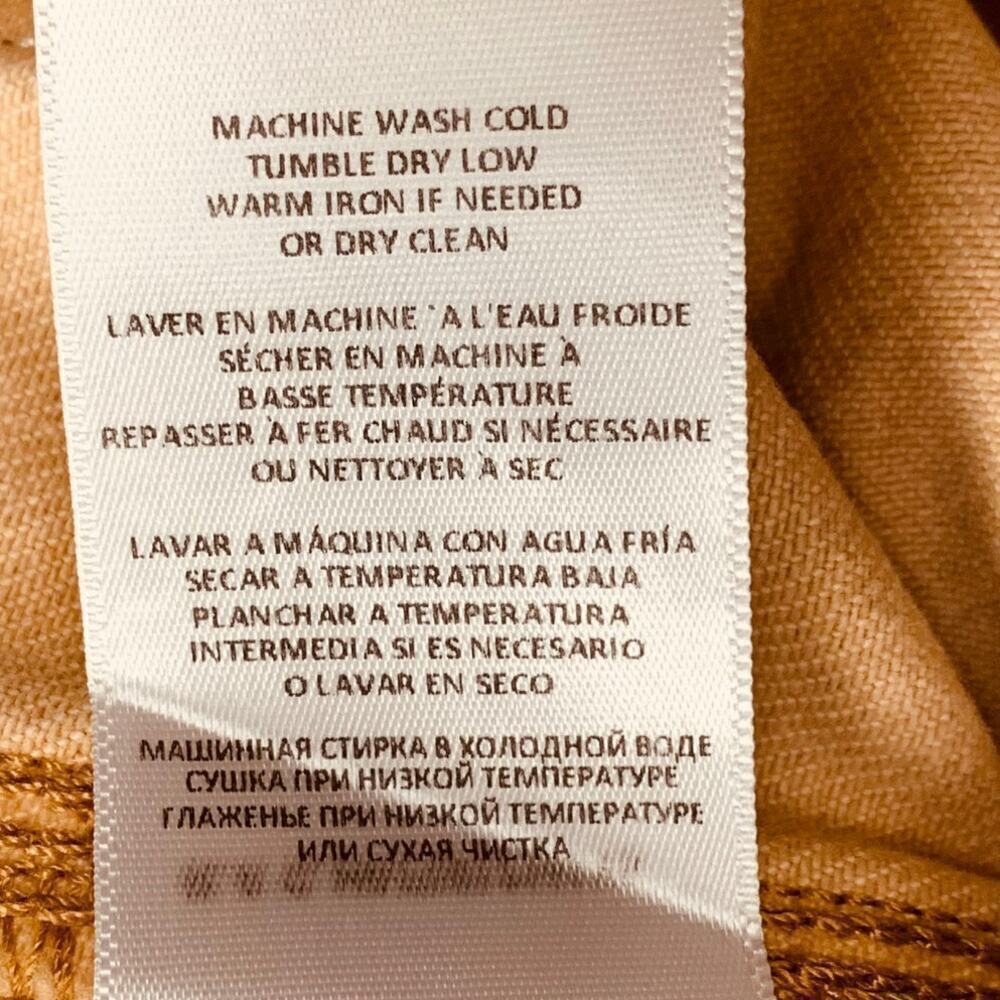 MACHINE WASH COLD
TUMBLE DRY LOW
WARM IRON IF NEEDED
OR DRY CLEAN
LAVER EN MACHINE `A L'EAU FROIDE
SÉCHER EN MACHINE À
BASSE TEMPÉRATURE
REPASSER À FER CHAUD SI NÉCESSAIRE
OU NETTOYER À SEC
LAVAR A MÁQUINA CON AGUA FRÍA
SECAR A TEMPERATURA BAJA
PLANCHAR A TEMPERATURA
INTERMEDIA SI ES NECESARIO
O LAVAR EN SECO
МАШИННАЯ СТИРКА В ХОЛОДНОЙ ВОДЕ
СУШКА ПРИ НИЗКОЙ ТЕМПЕРАТУРЕ
ГЛАЖЕНЬЕ ПРИ НИЗКОЙ ТЕМПЕРАТУРЕ
ИЛИ СУХАЯ ЧИСТКА